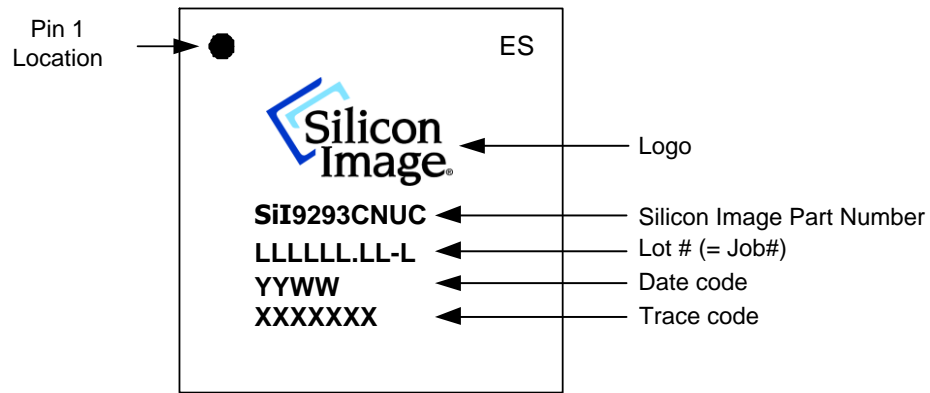 Pin 1
Location
ES
Silicon
Image®
Logo
SiI9293CNUC
Silicon Image Part Number
LLLLLL.LL-L
Lot # (= Job#)
YYWW
Date code
XXXXXXX
Trace code